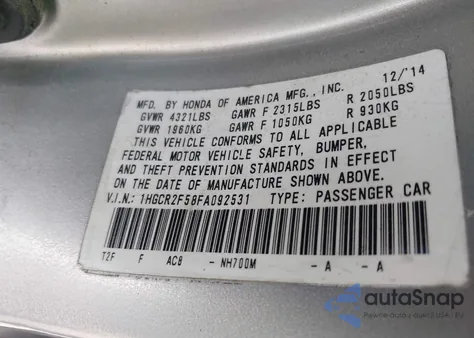 MFD. BY HONDA OF AMERICA MFG., INC. 12/'14
GVWR 4321LBS GAWR F 2315LBS R 2050LBS
GVWR 1960KG GAWR F 1050KG R 930KG
THIS VEHICLE CONFORMS TO ALL APPLICABLE
FEDERAL MOTOR VEHICLE SAFETY, BUMPER,
AND THEFT PREVENTION STANDARDS IN EFFECT
ON THE DATE OF MANUFACTURE SHOWN ABOVE.
V.I.N.: 1HGCR2F58FA092531 TYPE: PASSENGER CAR
T2F F ACB - NH700M - A - A
autoSnap